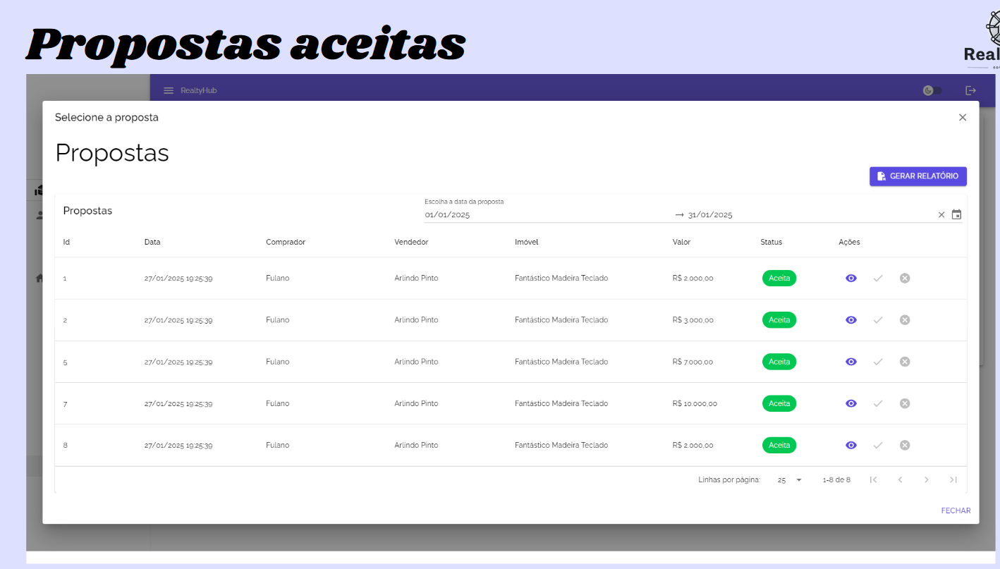 Propostas aceitas
Real
RealtyHub
Selecione a proposta
Propostas
GERAR RELATÓRIO
Propostas
Escolha a data da proposta
01/01/2025 → 31/01/2025
Id Data Comprador Vendedor Imóvel Valor Status Ações
1 27/01/2025 19:25:39 Fulano Arlindo Pinto Fantástico Madeira Teclado R$ 2.000,00 Aceita
2 27/01/2025 19:25:39 Fulano Arlindo Pinto Fantástico Madeira Teclado R$ 3.000,00 Aceita
5 27/01/2025 19:25:39 Fulano Arlindo Pinto Fantástico Madeira Teclado R$ 7.000,00 Aceita
7 27/01/2025 19:25:39 Fulano Arlindo Pinto Fantástico Madeira Teclado R$ 10.000,00 Aceita
8 27/01/2025 19:25:39 Fulano Arlindo Pinto Fantástico Madeira Teclado R$ 2.000,00 Aceita
Linhas por página: 25 1-8 de 8
FECHAR